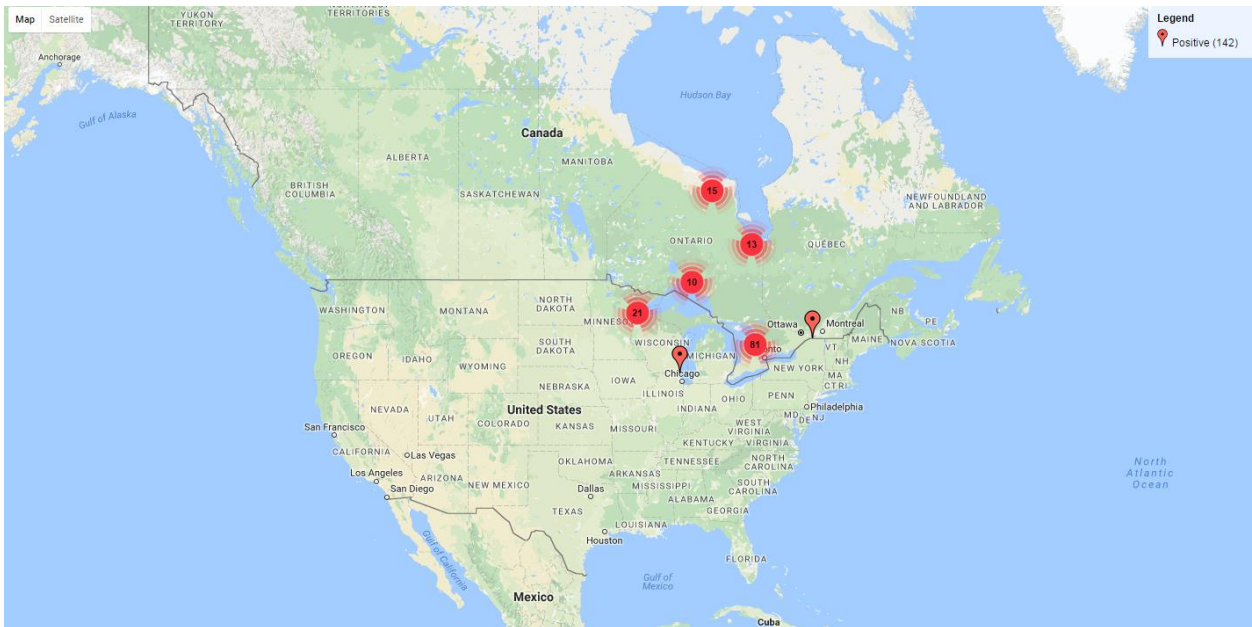 Map
Satellite
Legend
Positive (142)
YUKON
TERRITORY
NORTHWEST
TERRITORIES
Anchorage
Gulf of Alaska
Hudson Bay
Canada
ALBERTA
MANITOBA
BRITISH
COLUMBIA
SASKATCHEWAN
15
NEWFOUNDLAND
AND LABRADOR
ONTARIO
13
QUÉBEC
10
21
WASHINGTON
MONTANA
NORTH
DAKOTA
MINNESO
Ottawa
Montreal
NB
PE
MAINE
NOVA SCOTIA
81
nto
OREGON
IDAHO
WYOMING
SOUTH
DAKOTA
WISCONSIN
MICHIGAN
VT
NH
NEW YORK
MA
CT RI
Chicago
IOWA
NEBRASKA
ILLINOIS
INDIANA
OHIO
PENN
Philadelphia
MD
DE
NJ
NEVADA
UTAH
COLORADO
United States
KANSAS
MISSOURI
WEST
VIRGINIA
KENTUCKY
VIRGINIA
San Francisco
CALIFORNIA
Las Vegas
Los Angeles
San Diego
ARIZONA
NEW MEXICO
OKLAHOMA
ARKANSAS
TENNESSEE
NORTH
CAROLINA
Dallas
MISSISSIPPI
SOUTH
CAROLINA
ALABAMA
TEXAS
GEORGIA
LOUISIANA
Houston
FLORIDA
Gulf of
California
Gulf of
Mexico
Mexico
Cuba
North
Atlantic
Ocean